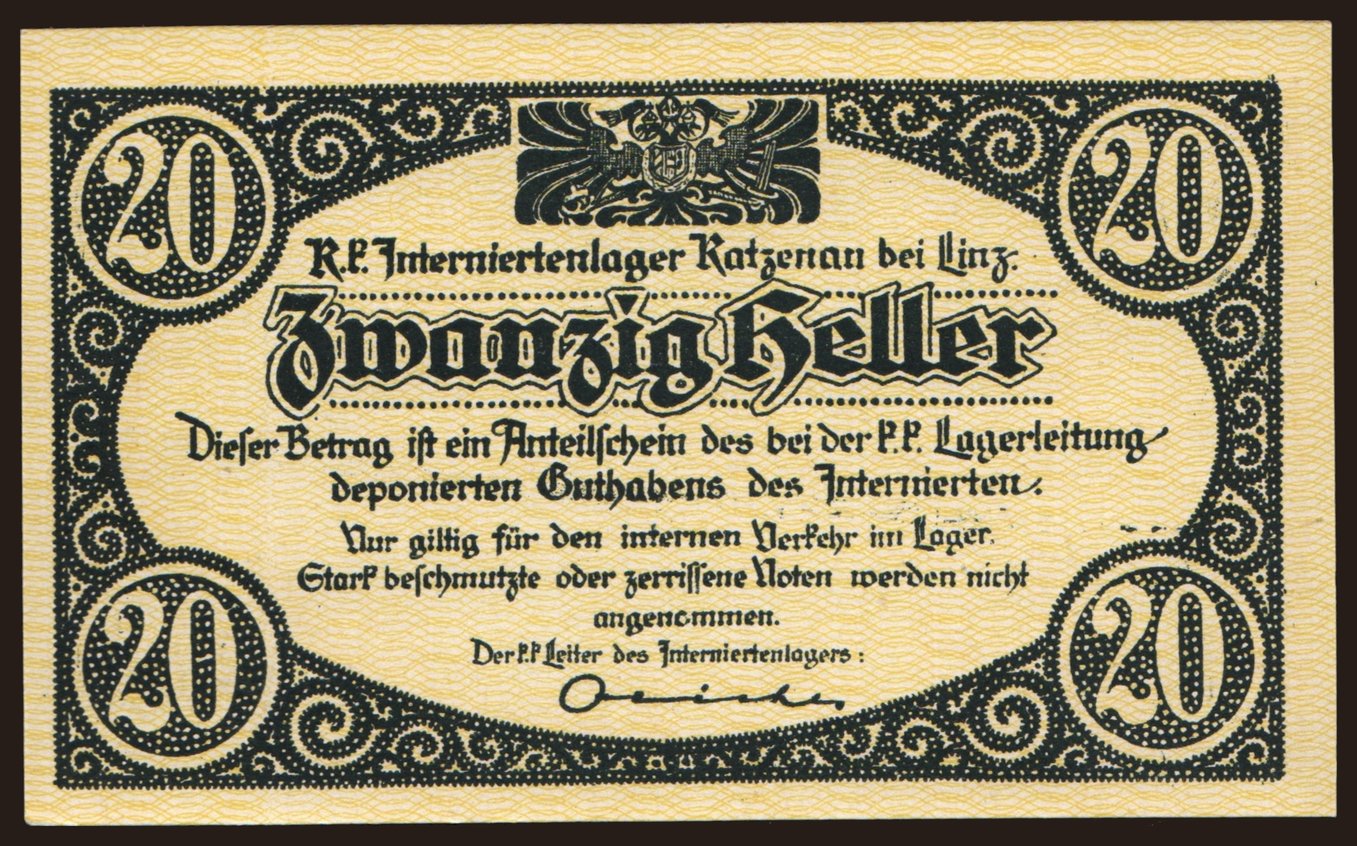 20 20
K.k. Interniertenlager Katzenau bei Linz.
Zwanzig Heller
Dieser Betrag ist ein Anteilschein des bei der k.k. Lagerleitung
deponierten Guthabens des Internierten.
Nur giltig für den internen Verkehr im Lager.
Stark beschmutzte oder zerrissene Noten werden nicht
angenommen.
Der k.k Leiter des Interniertenlagers:
20 20